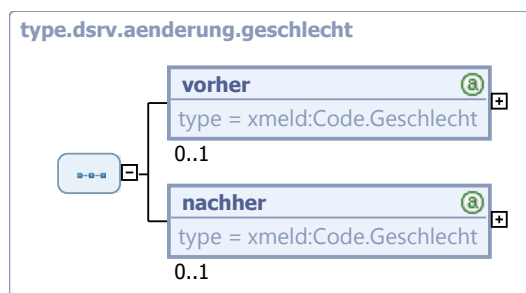 type.dsrv.aenderung.geschlecht
vorher
type = xmeld:Code.Geschlecht
0..1
nachher
type = xmeld:Code.Geschlecht
0..1